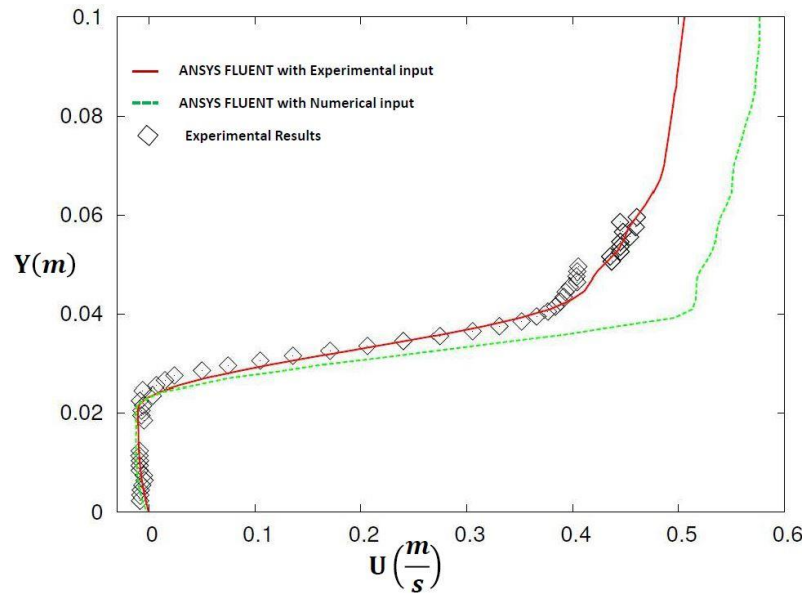 0.1
ANSYS FLUENT with Experimental input
ANSYS FLUENT with Numerical input
Experimental Results
0.08
0.06
Y(m)
0.04
0.02
0
0 0.1 0.2 0.3 0.4 0.5 0.6
U(m/s)